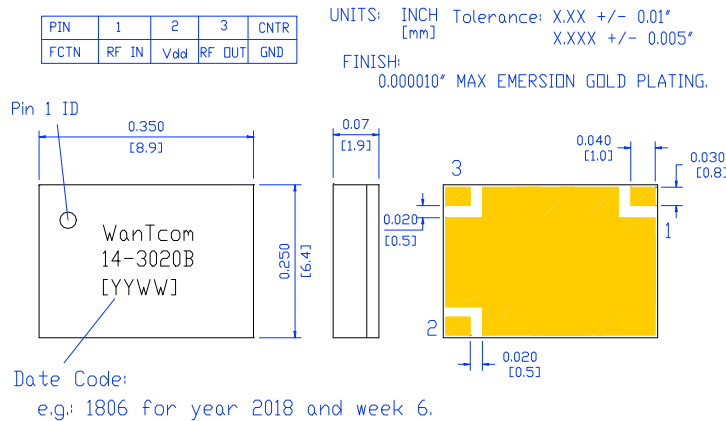 UNITS: INCH Tolerance: X.XX +/- 0.01"
[mm] X.XXX +/- 0.005"
PIN 1 2 3 CNTR
FCTN RF IN Vdd RF OUT GND
FINISH:
0.000010" MAX EMERSION GOLD PLATING.
Pin 1 ID
0.350
[8.9]
0.07
[1.9]
0.040
[1.0]
0.030
[0.8]
3
0.020
[0.5]
1
WanTcom
14-3020B
[YYWW]
0.250
[6.4]
2
0.020
[0.5]
Date Code:
e.g.: 1806 for year 2018 and week 6.